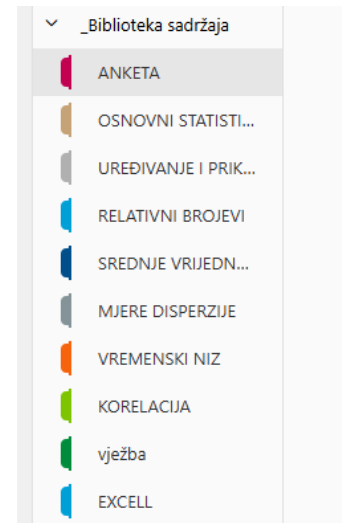 _Biblioteka sadržaja
ANKETA
OSNOVNI STATISTI...
UREĐIVANJE I PRIK...
RELATIVNI BROJEVI
SREDNJE VRIJEDN...
MJERE DISPERZIJE
VREMENSKI NIZ
KORELACIJA
vježba
EXCELL